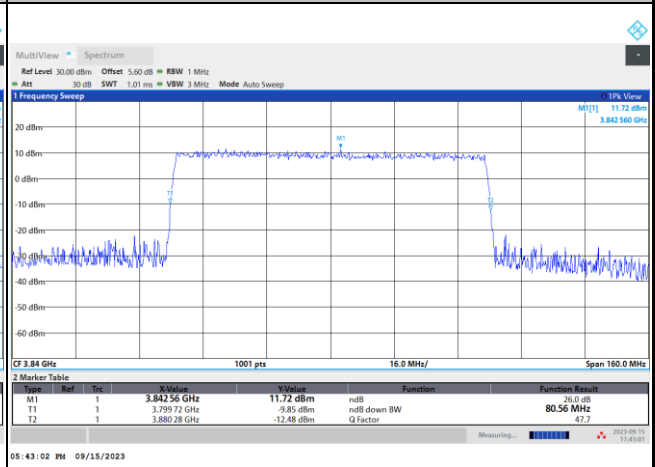 MultiView Spectrum
Ref Level 30.00 dBm Offset 5.60 dB RBW 1 MHz
Att 30 dB SWT 1.01 ms VBW 3 MHz Mode Auto Sweep
1 Frequency Sweep 1Pk View
M1[1] 11.72 dBm
3.842 560 GHz
20 dBm
M1
10 dBm
0 dBm
T1
T2
-10 dBm
-20 dBm
-30 dBm
-40 dBm
-50 dBm
-60 dBm
CF 3.84 GHz 1001 pts 16.0 MHz/ Span 160.0 MHz
2 Marker Table
Type Ref Trc X-Value Y-Value Function Function Result
M1 1 3.842 56 GHz 11.72 dBm ndB 26.0 dB
T1 1 3.799 72 GHz -9.85 dBm ndB down BW 80.56 MHz
T2 1 3.880 28 GHz -12.48 dBm Q Factor 47.7
Measuring... 2023-09-15
17:43:01
05:43:02 PM 09/15/2023